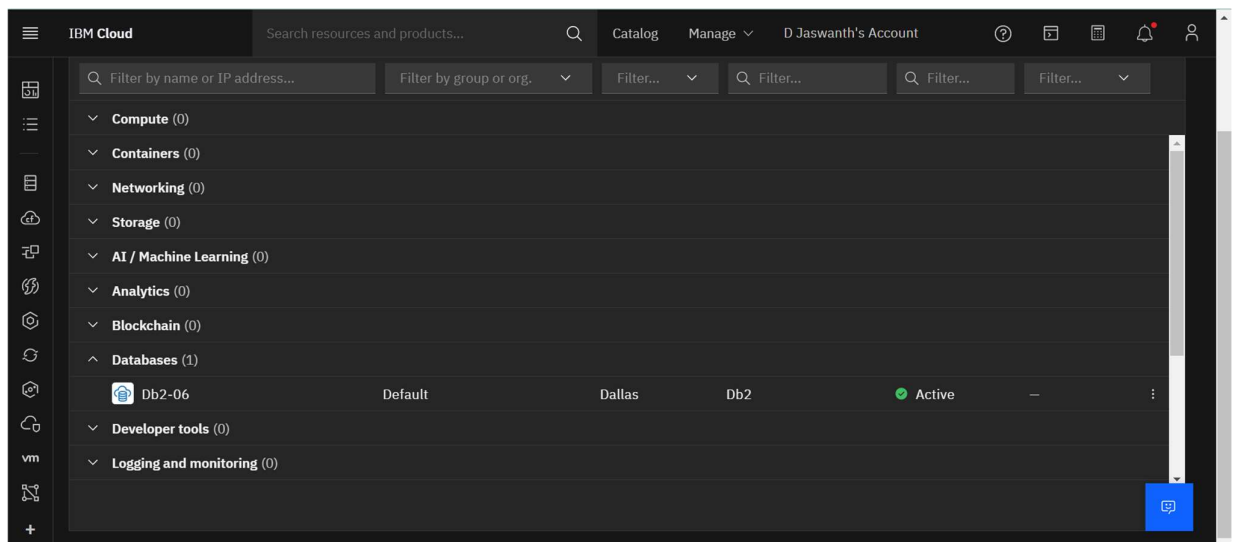 IBM Cloud Search resources and products... Catalog Manage D Jaswanth's Account
Filter by name or IP address... Filter by group or org. Filter... Filter... Filter... Filter...
Compute (0)
Containers (0)
Networking (0)
Storage (0)
AI / Machine Learning (0)
Analytics (0)
Blockchain (0)
Databases (1)
Db2-06 Default Dallas Db2 Active –
Developer tools (0)
vm
Logging and monitoring (0)